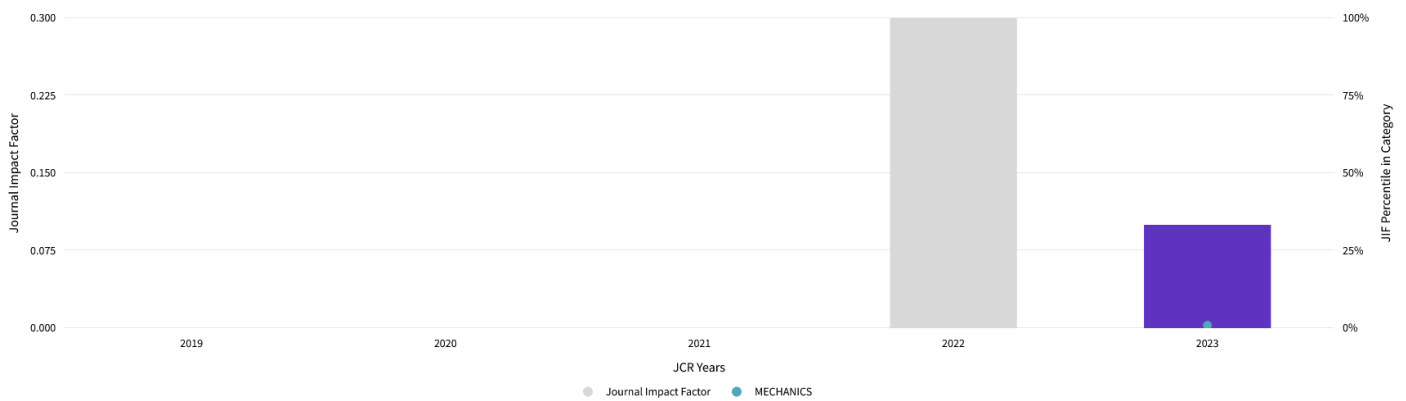 0.300
0.225
0.150
0.075
0.000
Journal Impact Factor
100%
75%
50%
25%
0%
JIF Percentile in Category
2019 2020 2021 2022 2023
JCR Years
Journal Impact Factor MECHANICS